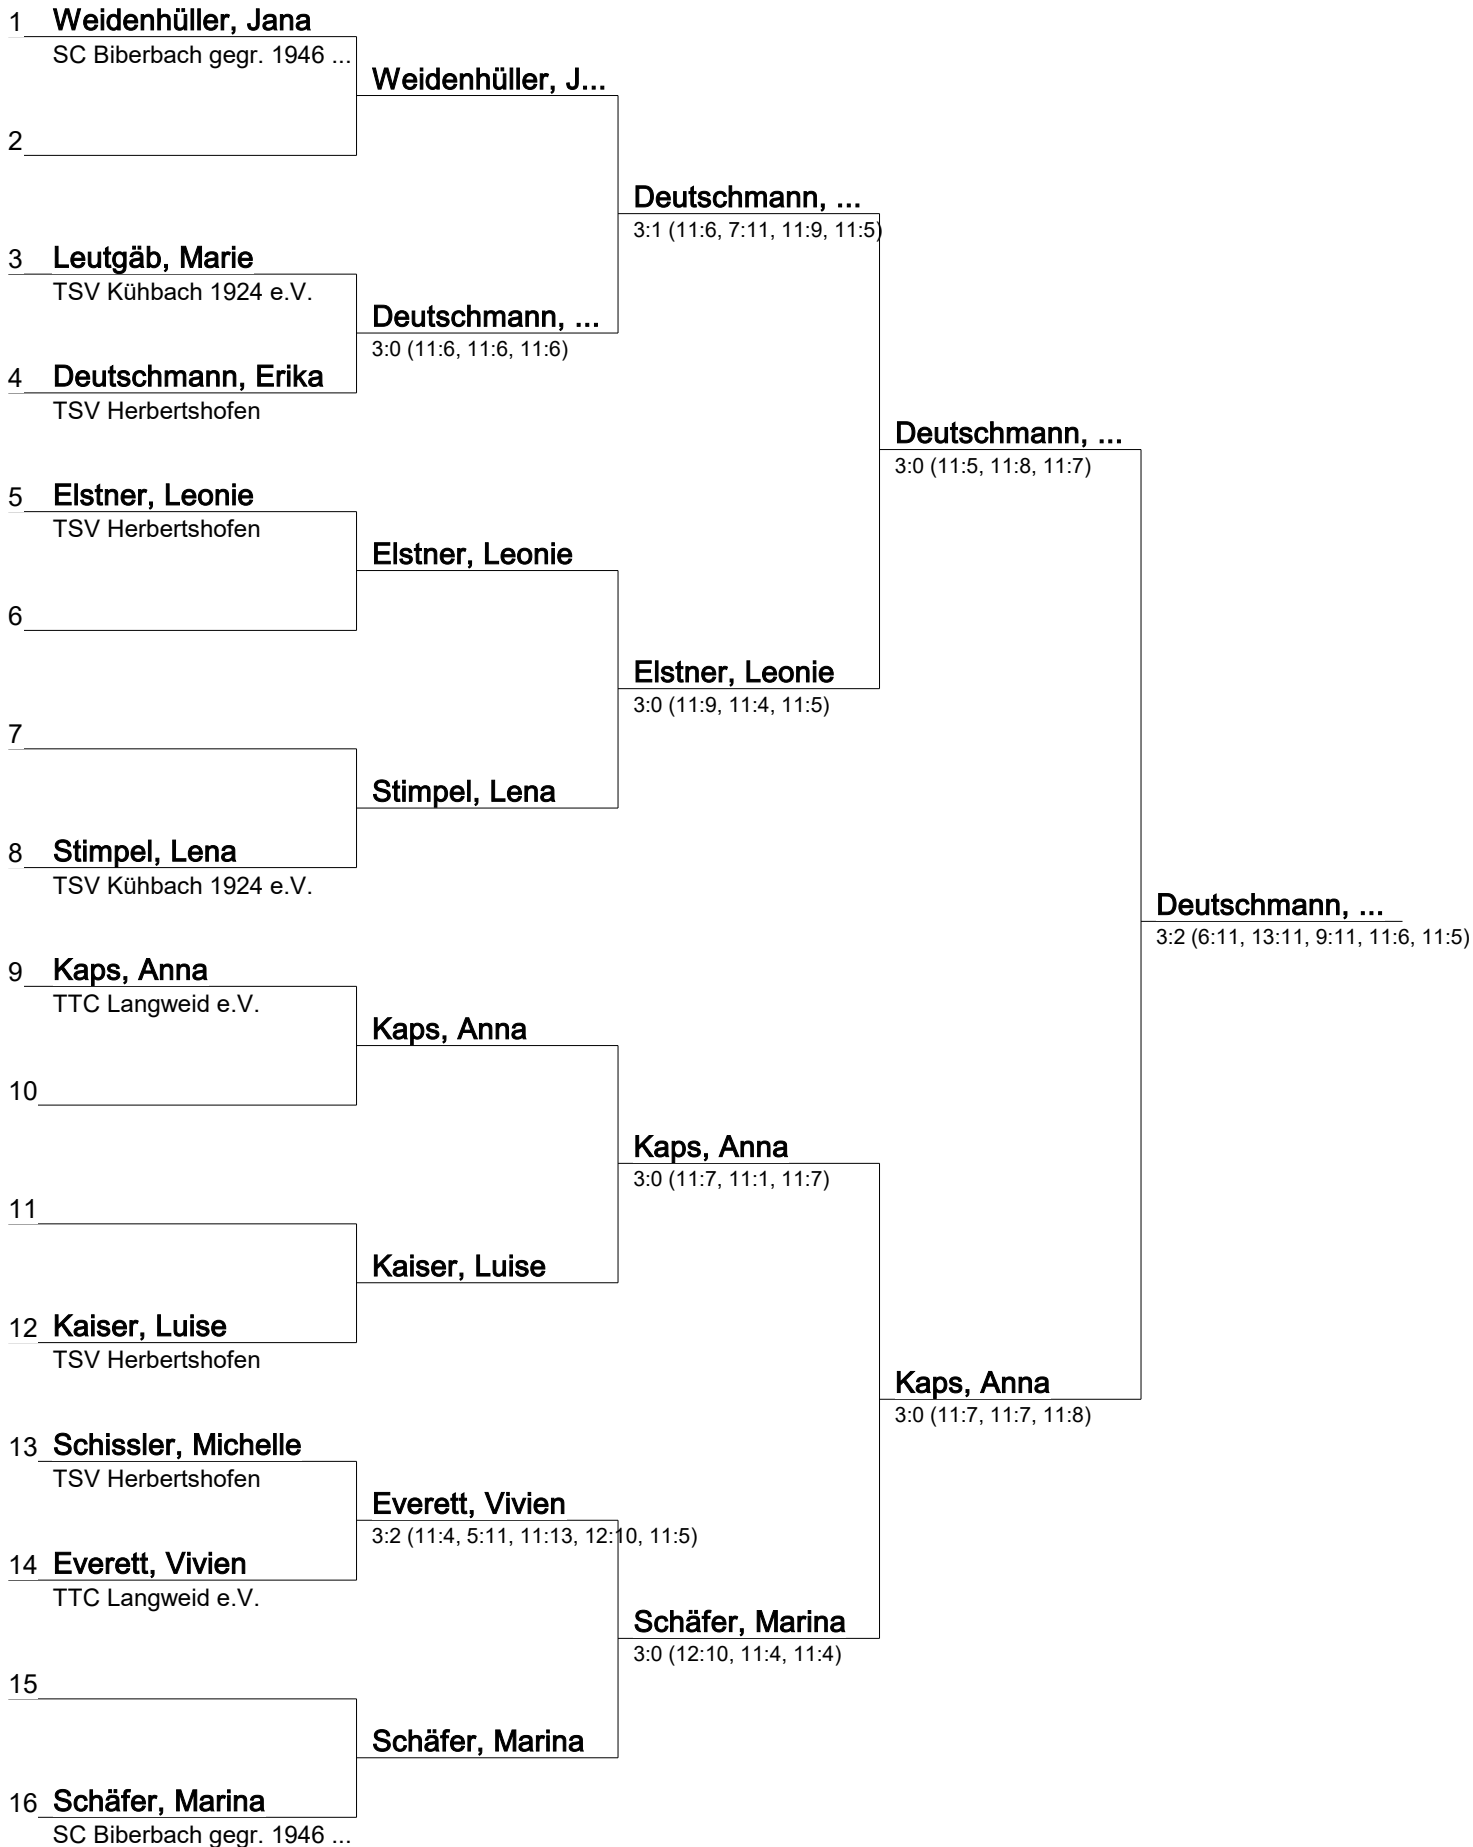 1 Weidenhüller, Jana
SC Biberbach gegr. 1946 ...
Weidenhüller, J...
2
Deutschmann, ...
3:1 (11:6, 7:11, 11:9, 11:5)
3 Leutgäb, Marie
TSV Kühbach 1924 e.V.
Deutschmann, ...
3:0 (11:6, 11:6, 11:6)
4 Deutschmann, Erika
TSV Herbertshofen
Deutschmann, ...
3:0 (11:5, 11:8, 11:7)
5 Elstner, Leonie
TSV Herbertshofen
Elstner, Leonie
6
Elstner, Leonie
3:0 (11:9, 11:4, 11:5)
7
Stimpel, Lena
8 Stimpel, Lena
TSV Kühbach 1924 e.V.
Deutschmann, ...
3:2 (6:11, 13:11, 9:11, 11:6, 11:5)
9 Kaps, Anna
TTC Langweid e.V.
Kaps, Anna
10
Kaps, Anna
3:0 (11:7, 11:1, 11:7)
11
Kaiser, Luise
12 Kaiser, Luise
TSV Herbertshofen
Kaps, Anna
3:0 (11:7, 11:7, 11:8)
13 Schissler, Michelle
TSV Herbertshofen
Everett, Vivien
3:2 (11:4, 5:11, 11:13, 12:10, 11:5)
14 Everett, Vivien
TTC Langweid e.V.
Schäfer, Marina
3:0 (12:10, 11:4, 11:4)
15
Schäfer, Marina
16 Schäfer, Marina
SC Biberbach gegr. 1946 ...